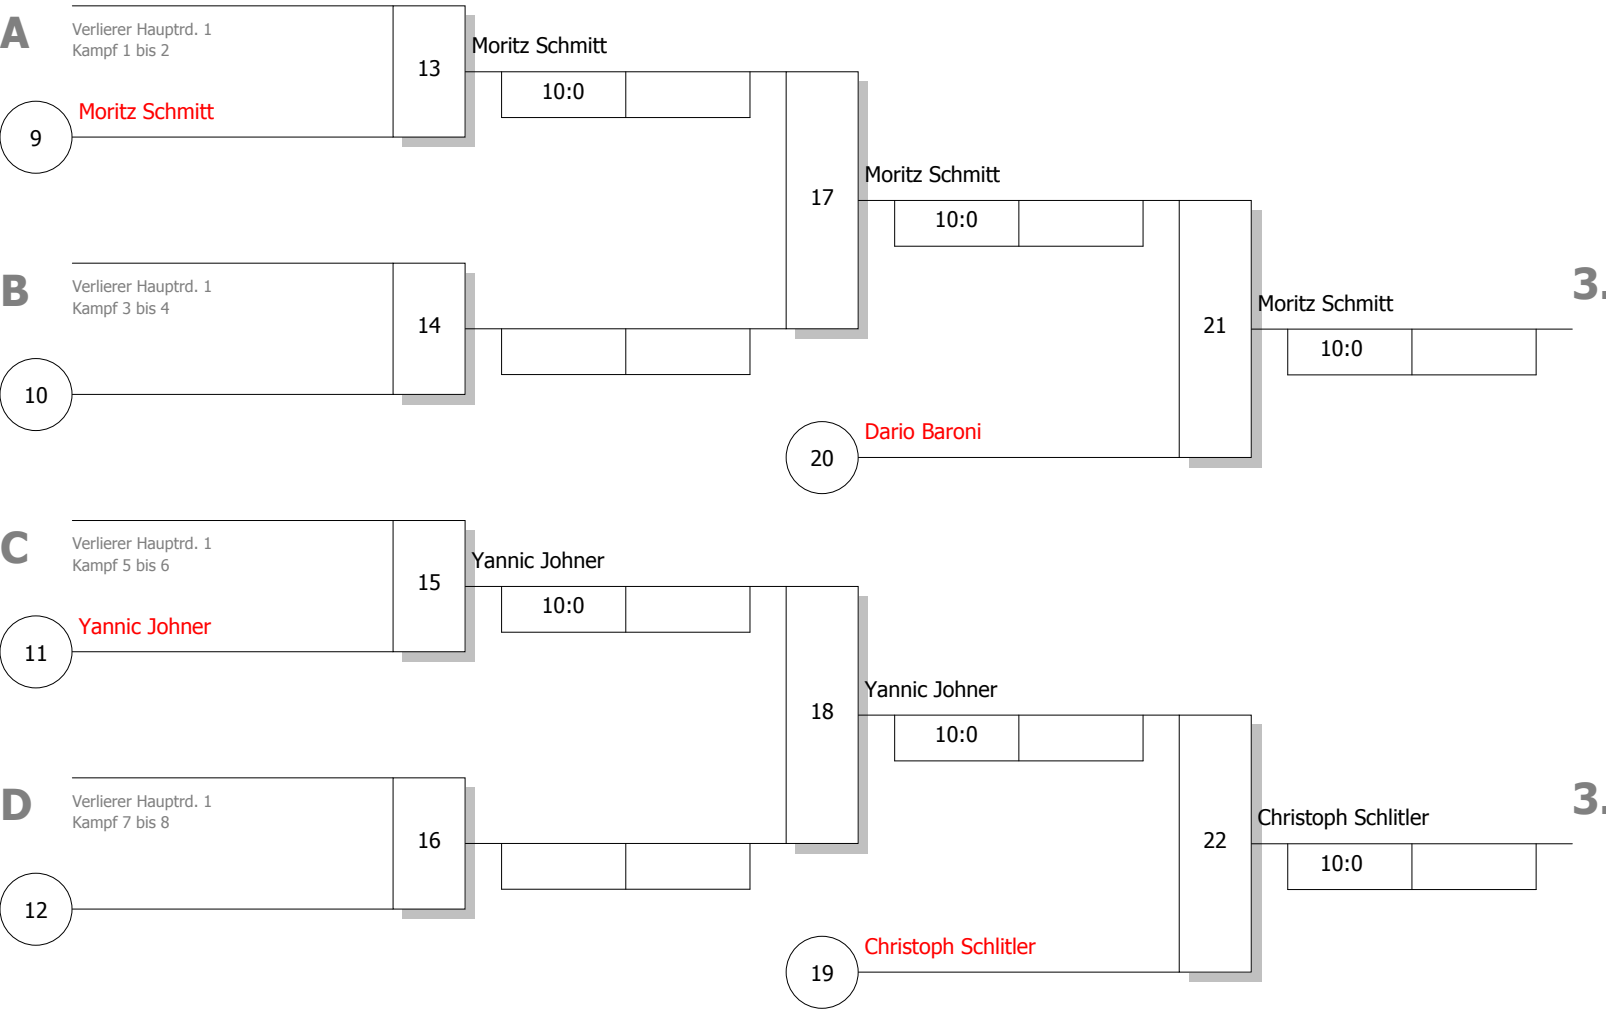 A
Verlierer Hauptrd. 1
Kampf 1 bis 2
13
Moritz Schmitt
10:0
Moritz Schmitt
9
17
Moritz Schmitt
10:0
B
Verlierer Hauptrd. 1
Kampf 3 bis 4
14
10
21
Moritz Schmitt
10:0
3.
Dario Baroni
20
C
Verlierer Hauptrd. 1
Kampf 5 bis 6
15
Yannic Johner
10:0
Yannic Johner
11
18
Yannic Johner
10:0
D
Verlierer Hauptrd. 1
Kampf 7 bis 8
16
12
22
Christoph Schlitler
10:0
3.
Christoph Schlitler
19